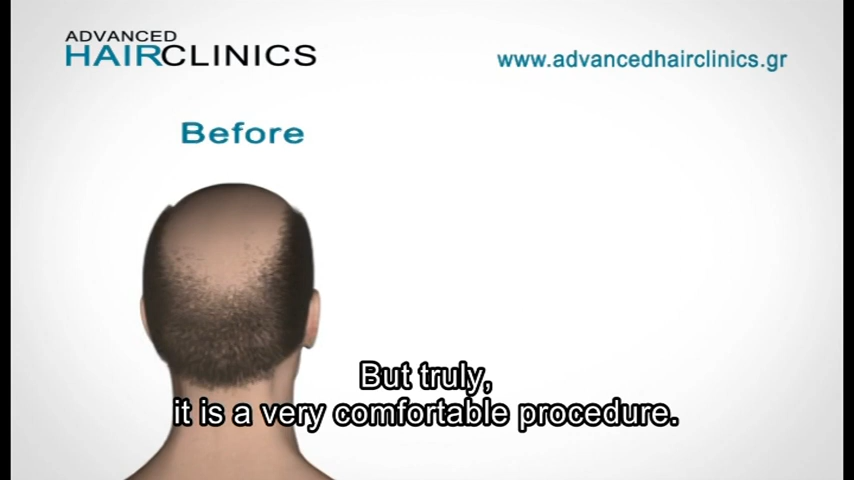 ADVANCED
HAIRCLINICS
www.advancedhairclinics.gr
Before
But truly,
it is a very comfortable procedure.